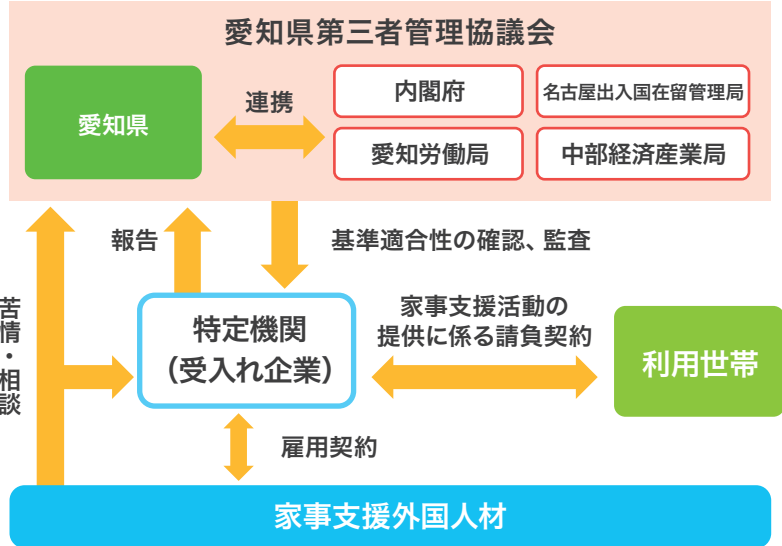 愛知県第三者管理協議会
愛知県
連携
内閣府
名古屋出入国在留管理局
愛知労働局
中部経済産業局
報告
基準適合性の確認、監査
苦情・相談
特定機関
（受入れ企業）
家事支援活動の
提供に係る請負契約
利用世帯
雇用契約
家事支援外国人材